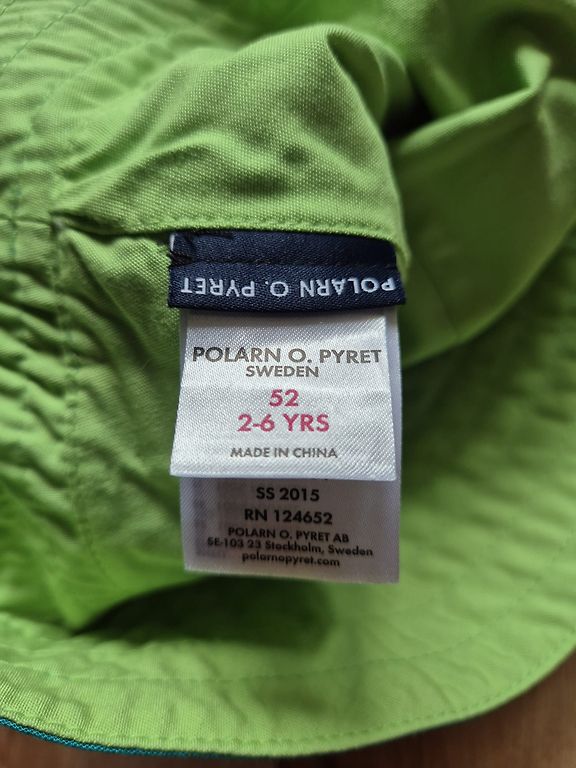 POLARN O. PYRET
POLARN O. PYRET
SWEDEN
52
2-6 YRS
MADE IN CHINA
SS 2015
RN 124652
POLARN O. PYRET AB
SE-103 23 Stockholm, Sweden
polarnopyret.com